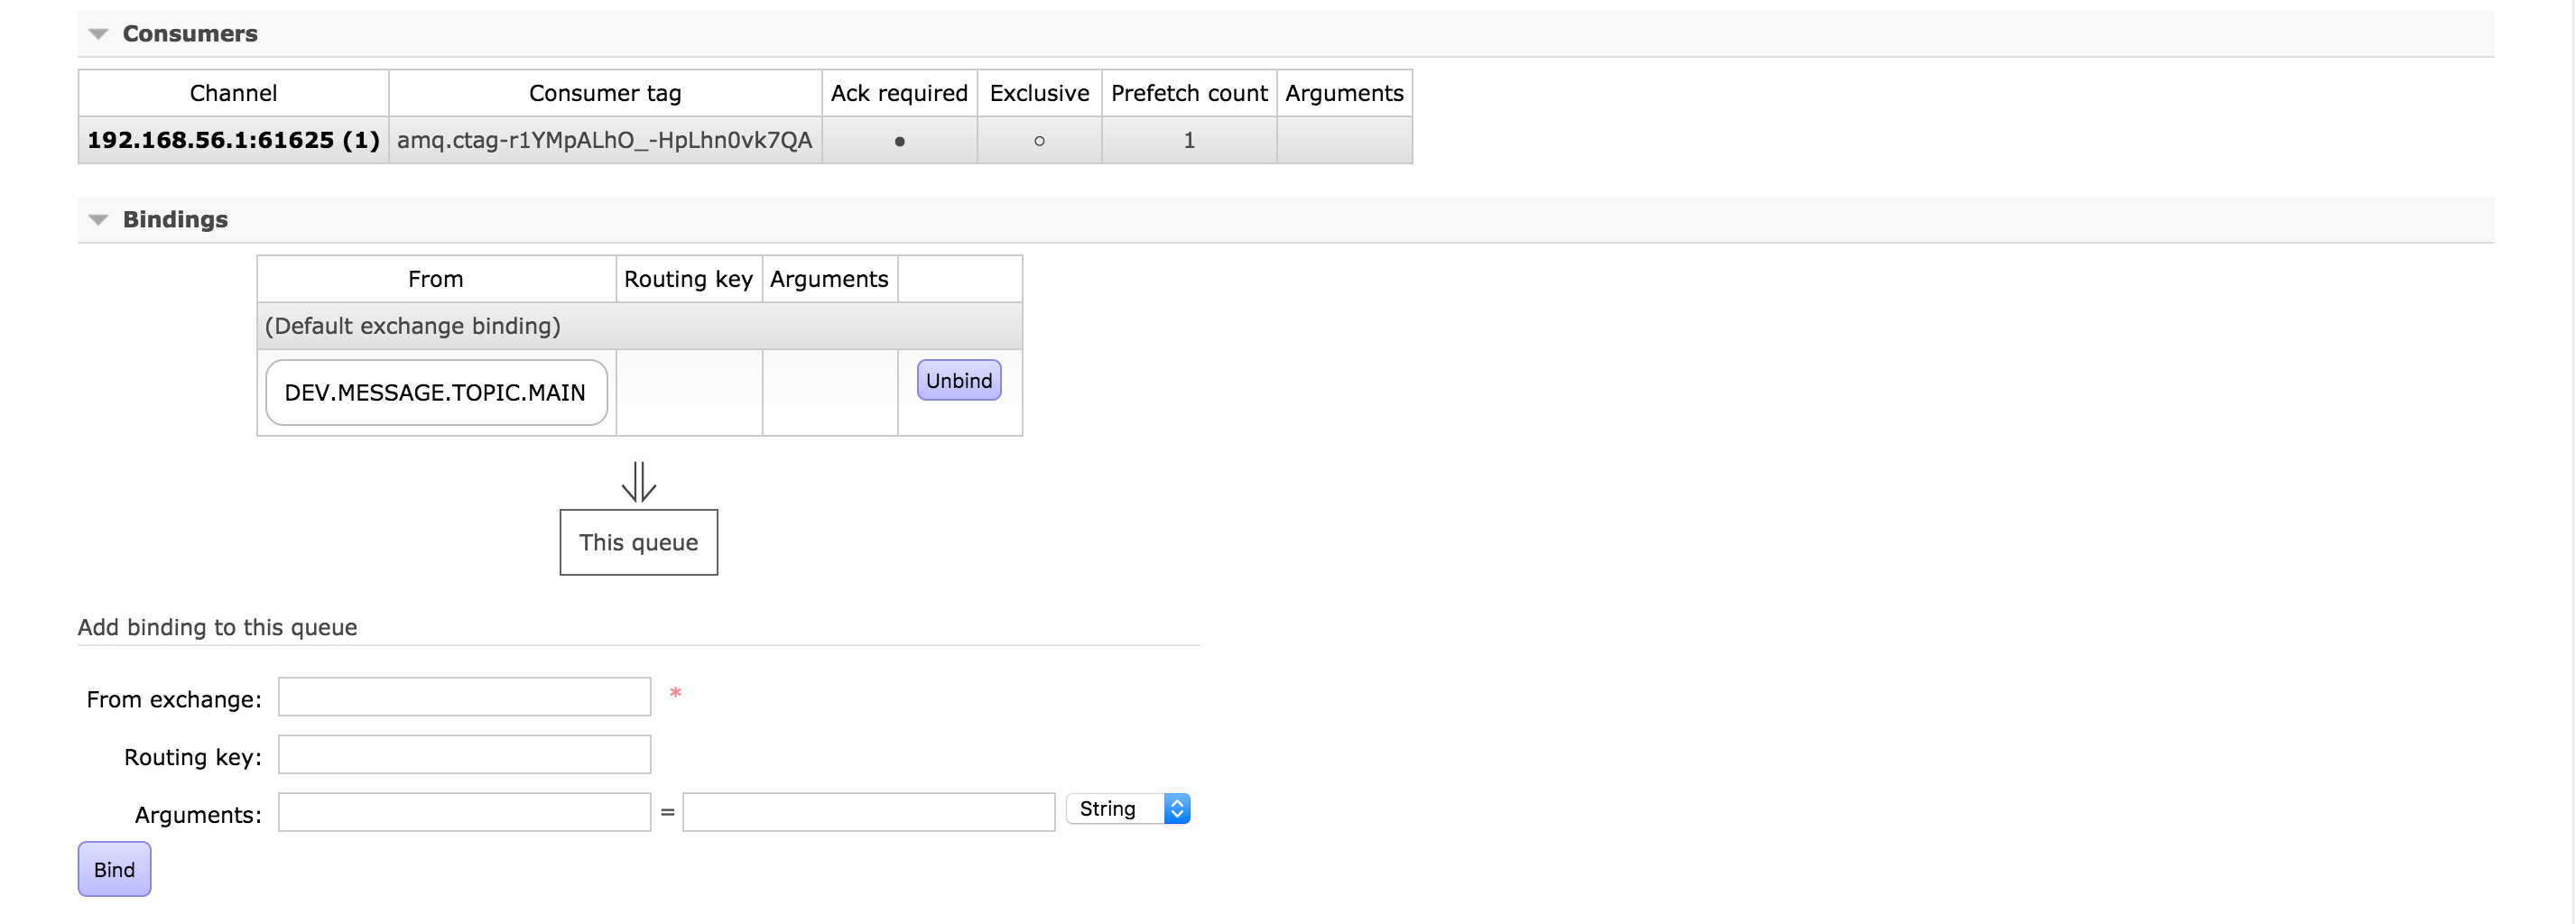 Consumers
Channel Consumer tag Ack required Exclusive Prefetch count Arguments
192.168.56.1:61625 (1) amq.ctag-r1YMpALhO_-HpLhn0vk7QA ● ○ 1
Bindings
From Routing key Arguments
(Default exchange binding)
DEV.MESSAGE.TOPIC.MAIN Unbind
⇓
This queue
Add binding to this queue
From exchange: *
Routing key:
Arguments: = String
Bind